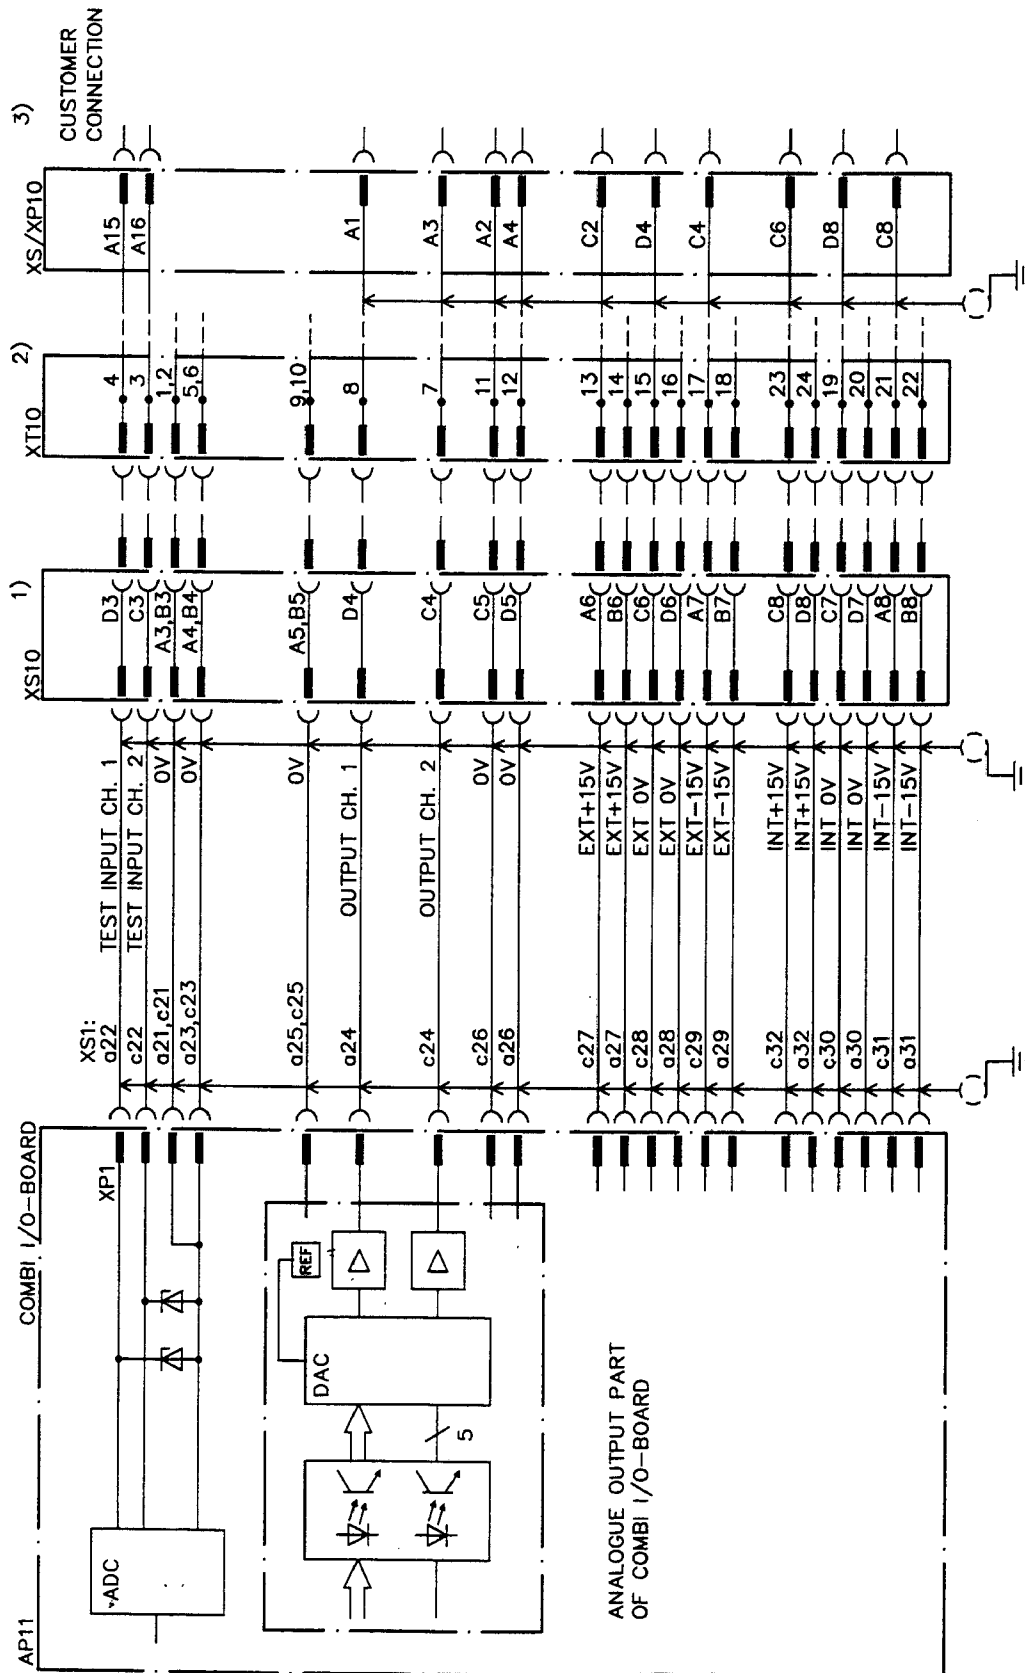 AP11
COMBI I/O-BOARD
XS10
1)
XT10
2)
XS/XP10
3)
CUSTOMER
CONNECTION
XP1
XS1:
ADC
a22
TEST INPUT CH. 1
D3
4
A15
c22
TEST INPUT CH. 2
C3
3
A16
a21,c21
0V
A3,B3
1,2
a23,c23
0V
A4,B4
5,6
REF
DAC
5
a25,c25
0V
A5,B5
9,10
a24
OUTPUT CH. 1
D4
8
A1
c24
OUTPUT CH. 2
C4
7
A3
c26
0V
C5
11
A2
a26
0V
D5
12
A4
c27
EXT+15V
A6
13
C2
a27
EXT+15V
B6
14
c28
EXT 0V
C6
15
D4
a28
EXT 0V
D6
16
c29
EXT-15V
A7
17
C4
a29
EXT-15V
B7
18
c32
INT+15V
C8
23
C6
a32
INT+15V
D8
24
c30
INT 0V
C7
19
D8
a30
INT 0V
D7
20
c31
INT-15V
A8
21
C8
a31
INT-15V
B8
22
ANALOGUE OUTPUT PART
OF COMBI I/O-BOARD